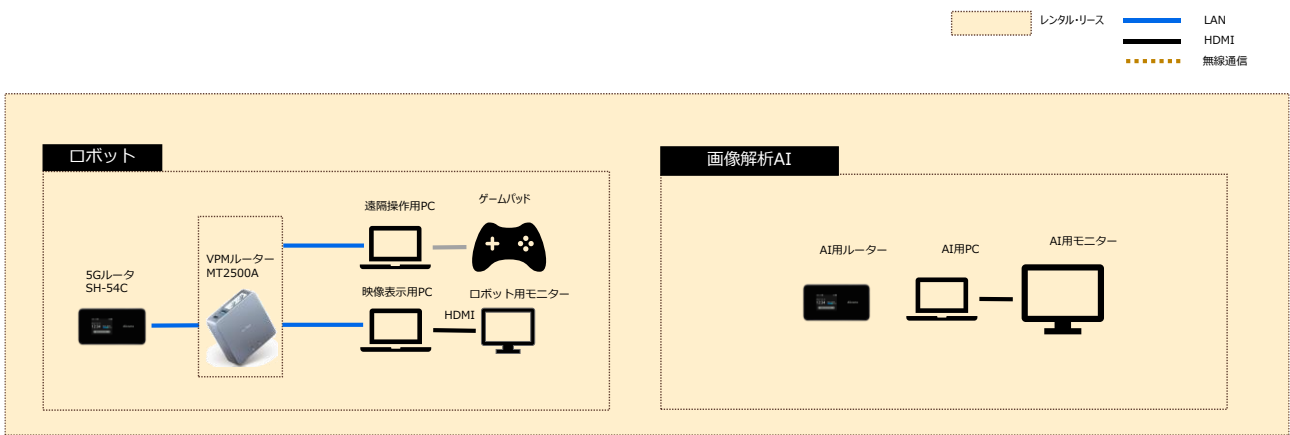 レンタル・リース
LAN
HDMI
無線通信
ロボット
画像解析AI
遠隔操作用PC
ゲームパッド
VPMルーター
MT2500A
5Gルータ
SH-54C
映像表示用PC
ロボット用モニター
HDMI
AI用ルーター
AI用PC
AI用モニター